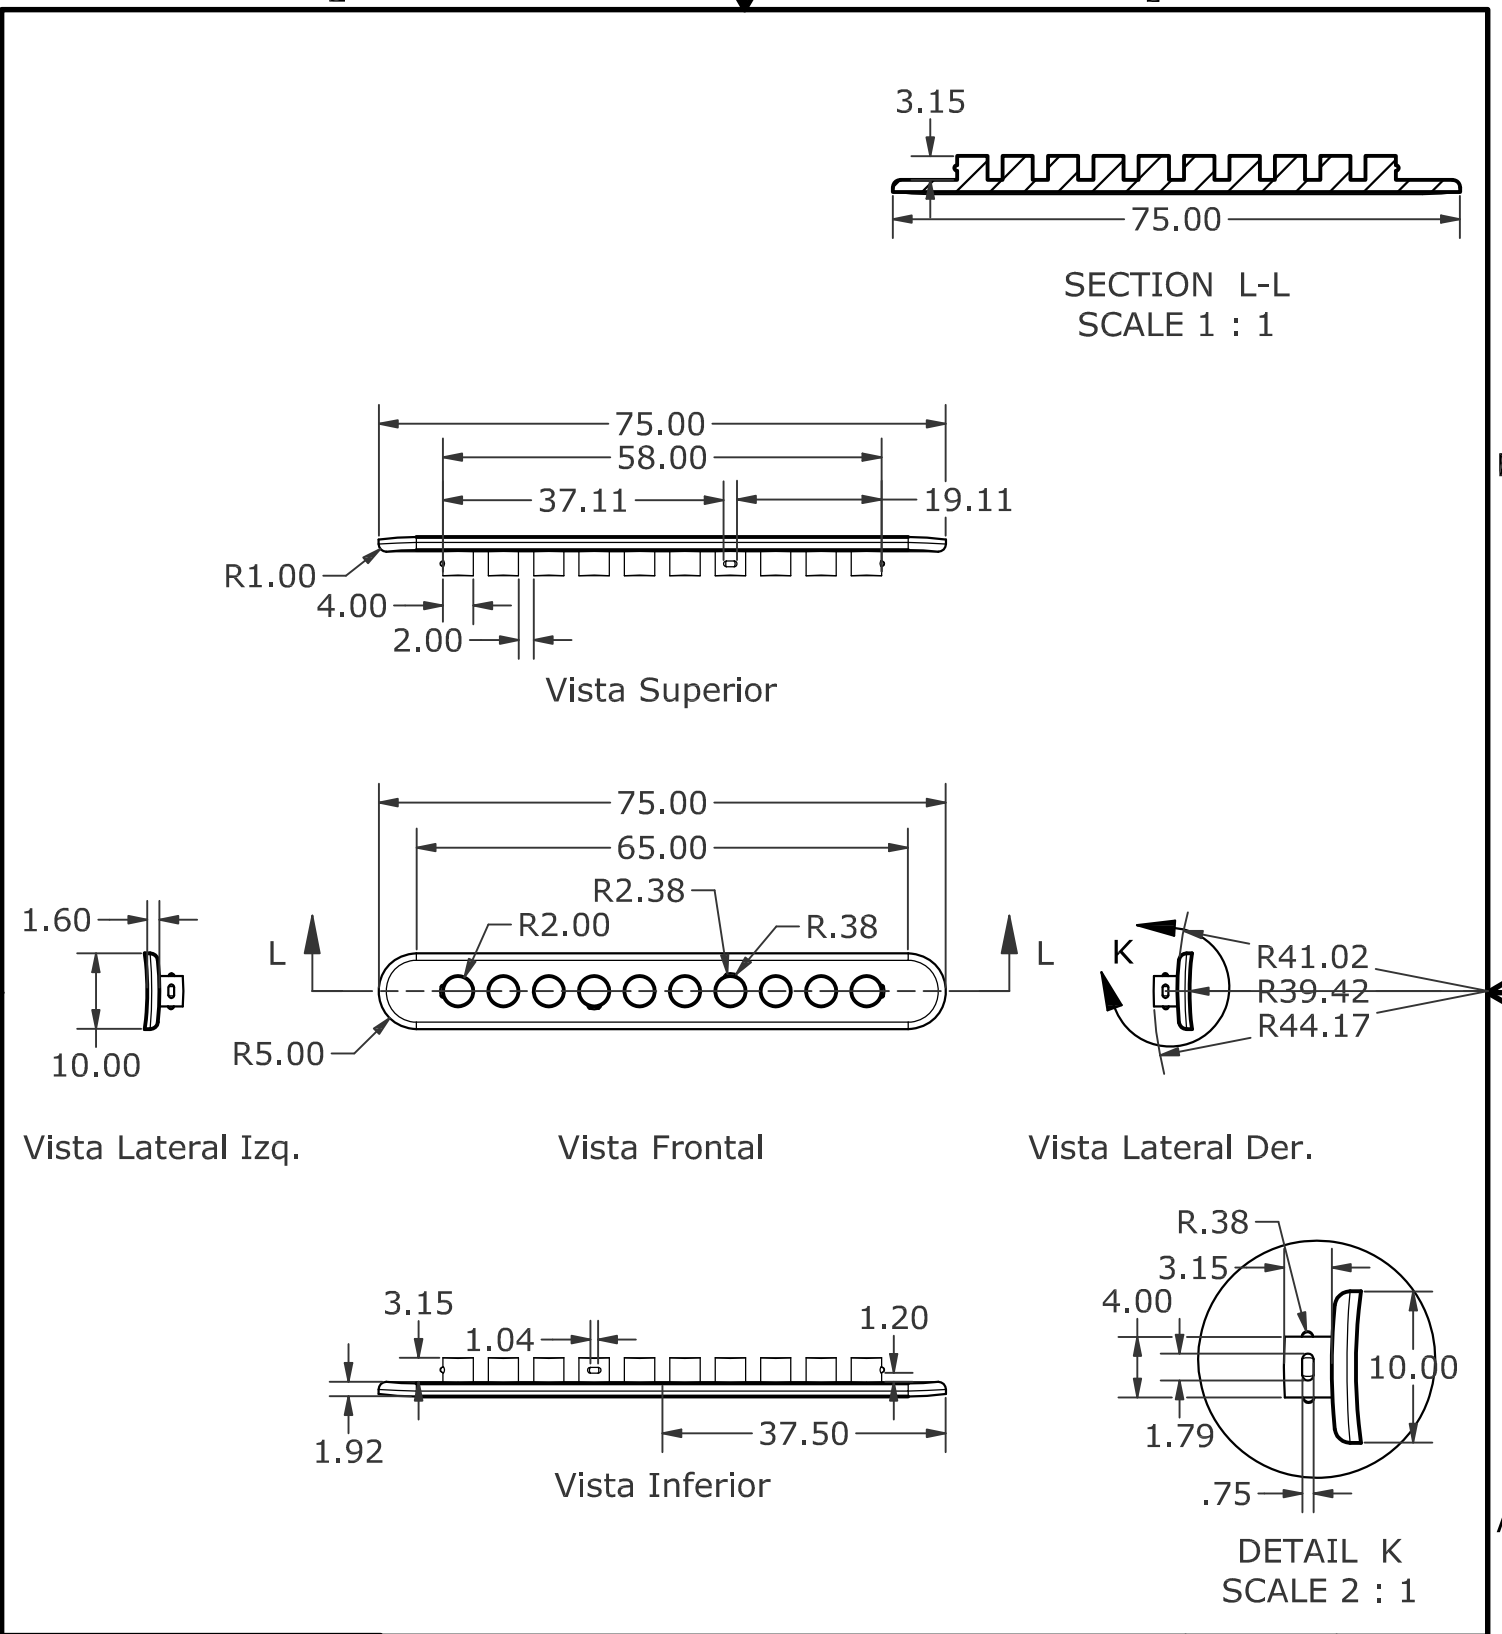 3.15
75.00
SECTION L-L
SCALE 1 : 1
75.00
58.00
37.11
19.11
R1.00
4.00
2.00
Vista Superior
75.00
65.00
R2.38
R2.00
R.38
1.60
L
L
K
R41.02
R39.42
R44.17
R5.00
10.00
Vista Lateral Izq.
Vista Frontal
Vista Lateral Der.
R.38
3.15
4.00
10.00
1.79
.75
3.15
1.04
1.20
1.92
37.50
Vista Inferior
DETAIL K
SCALE 2 : 1